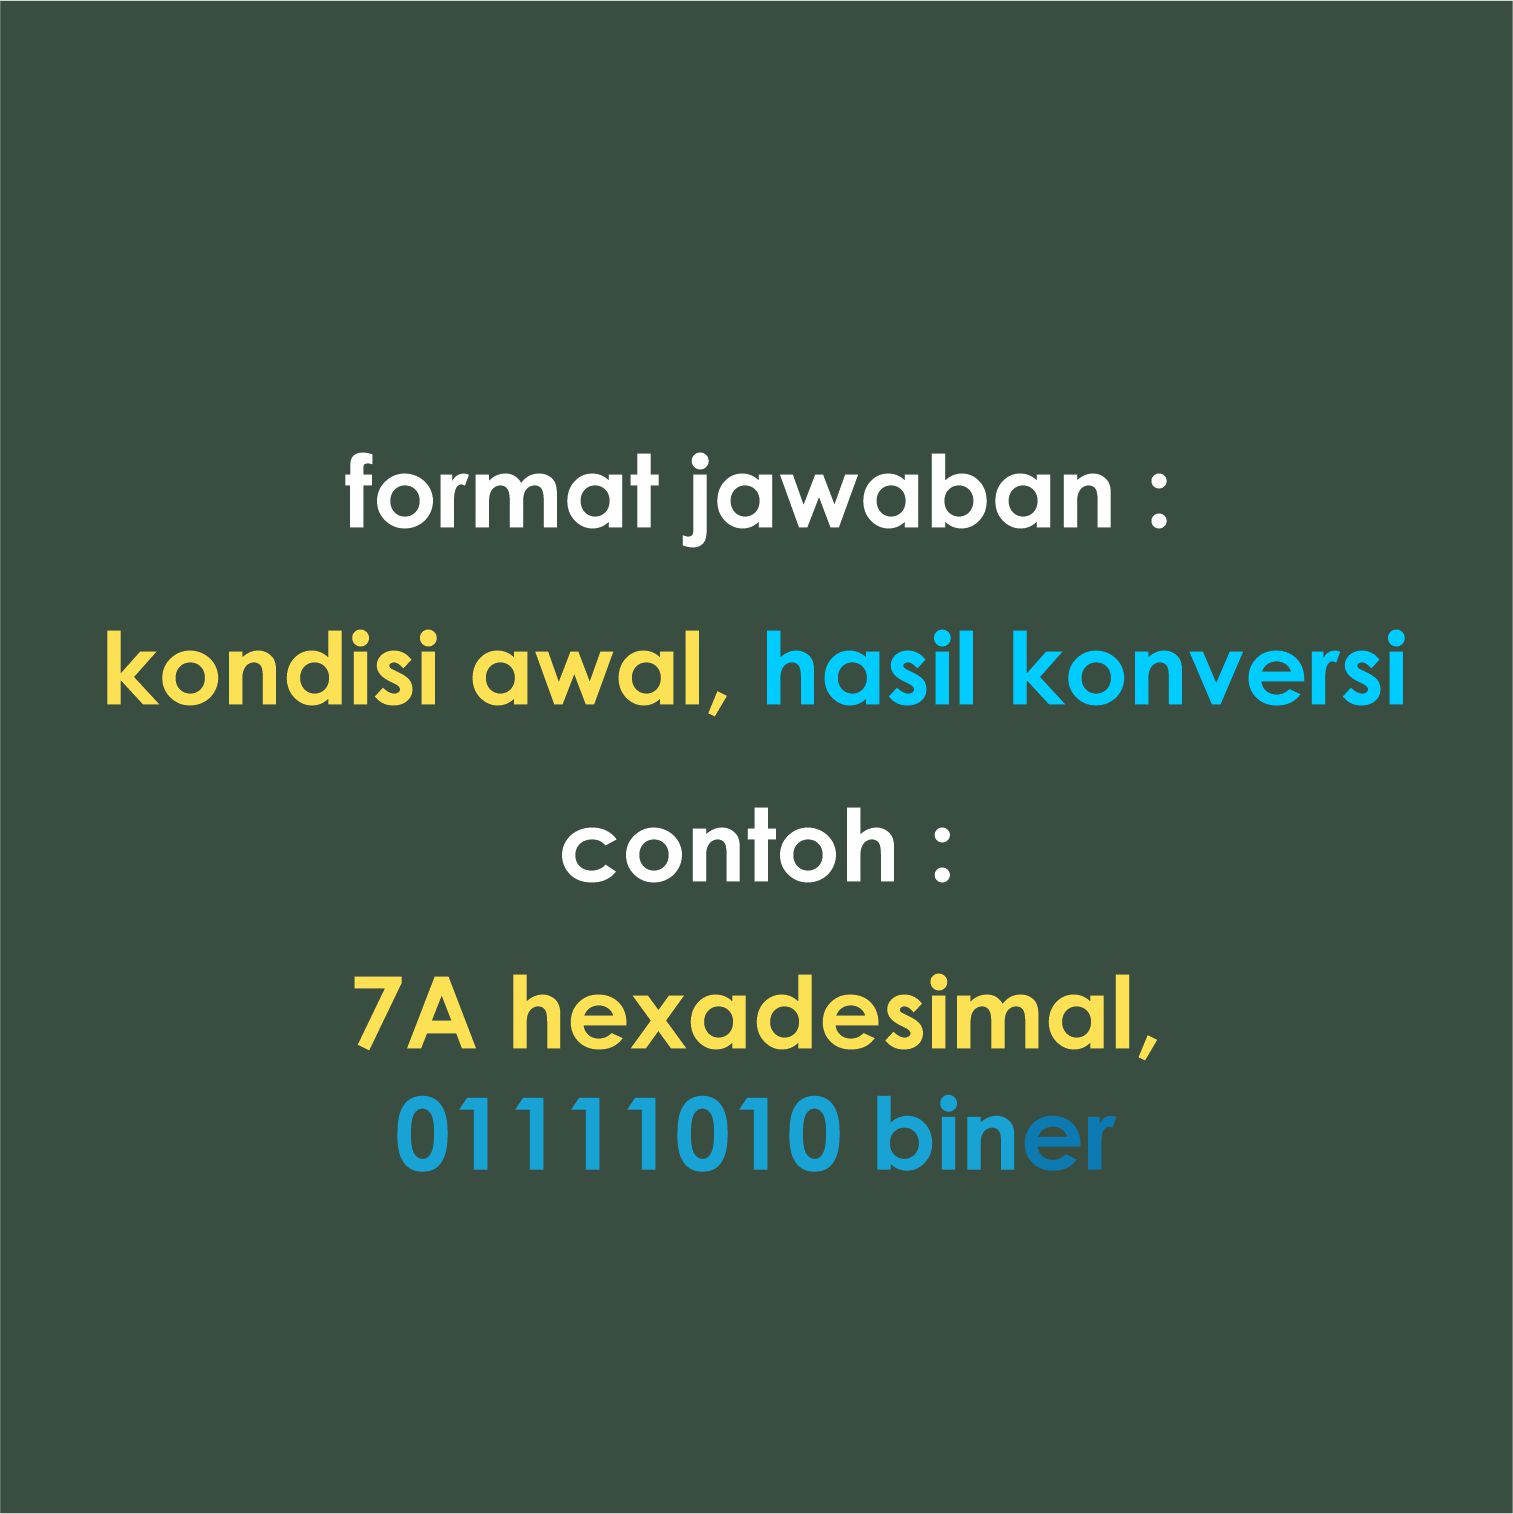 format jawaban :
kondisi awal, hasil konversi
contoh :
7A hexadesimal,
01111010 biner